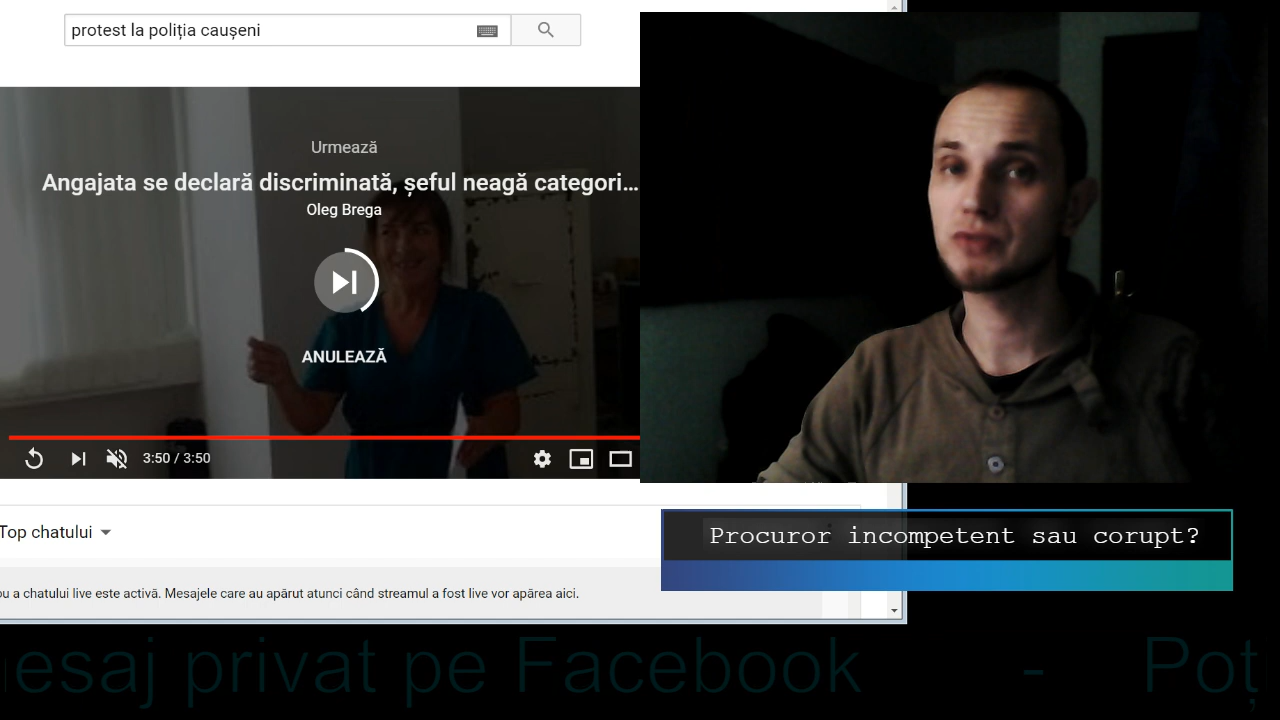 protest la poliția caușeni
Urmează
Angajata se declară discriminată, șeful neagă categori...
Oleg Brega
ANULEAZĂ
3:50 / 3:50
Top chatului
a chatului live este activă. Mesajele care au apărut atunci când streamul a fost live vor apărea aici.
Procuror incompetent sau corupt?
esaj privat pe Facebook - Poț